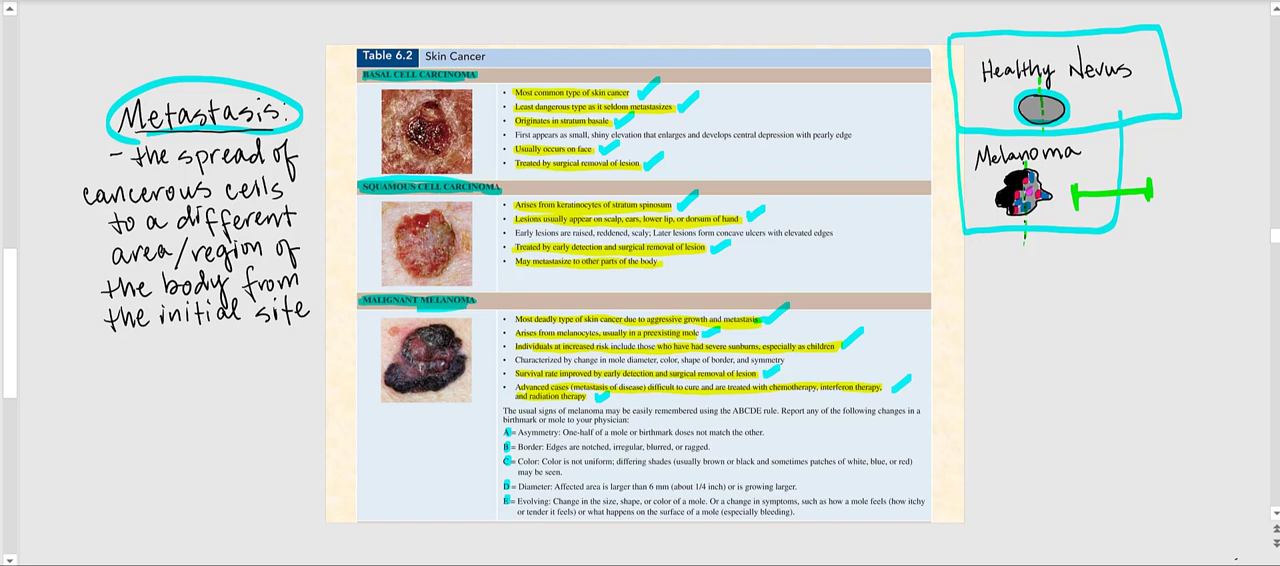 Metastasis:
- the spread of
cancerous cells
to a different
area/region of
the body from
the initial site
Table 6.2 Skin Cancer
BASAL CELL CARCINOMA
• Most common type of skin cancer
• Least dangerous type as it seldom metastasizes
• Originates in stratum basale
• First appears as small, shiny elevation that enlarges and develops central depression with pearly edge
• Usually occurs on face
• Treated by surgical removal of lesion
SQUAMOUS CELL CARCINOMA
• Arises from keratinocytes of stratum spinosum
• Lesions usually appear on scalp, ears, lower lip, or dorsum of hand
• Early lesions are raised, reddened, scaly; Later lesions form concave ulcers with elevated edges
• Treated by early detection and surgical removal of lesion
• May metastasize to other parts of the body
MALIGNANT MELANOMA
• Most deadly type of skin cancer due to aggressive growth and metastasis
• Arises from melanocytes, usually in a preexisting mole
• Individuals at increased risk include those who have had severe sunburns, especially as children
• Characterized by change in mole diameter, color, shape of border, and symmetry
• Survival rate improved by early detection and surgical removal of lesion
• Advanced cases (metastasis of disease) difficult to cure and are treated with chemotherapy, interferon therapy,
and radiation therapy
The usual signs of melanoma may be easily remembered using the ABCDE rule. Report any of the following changes in a
birthmark or mole to your physician:
A = Asymmetry: One-half of a mole or birthmark doses not match the other.
B = Border: Edges are notched, irregular, blurred, or ragged.
C = Color: Color is not uniform; differing shades (usually brown or black and sometimes patches of white, blue, or red)
may be seen.
D = Diameter: Affected area is larger than 6 mm (about 1/4 inch) or is growing larger.
E = Evolving: Change in the size, shape, or color of a mole. Or a change in symptoms, such as how a mole feels (how itchy
or tender it feels) or what happens on the surface of a mole (especially bleeding).
Healthy Nevus
Melanoma